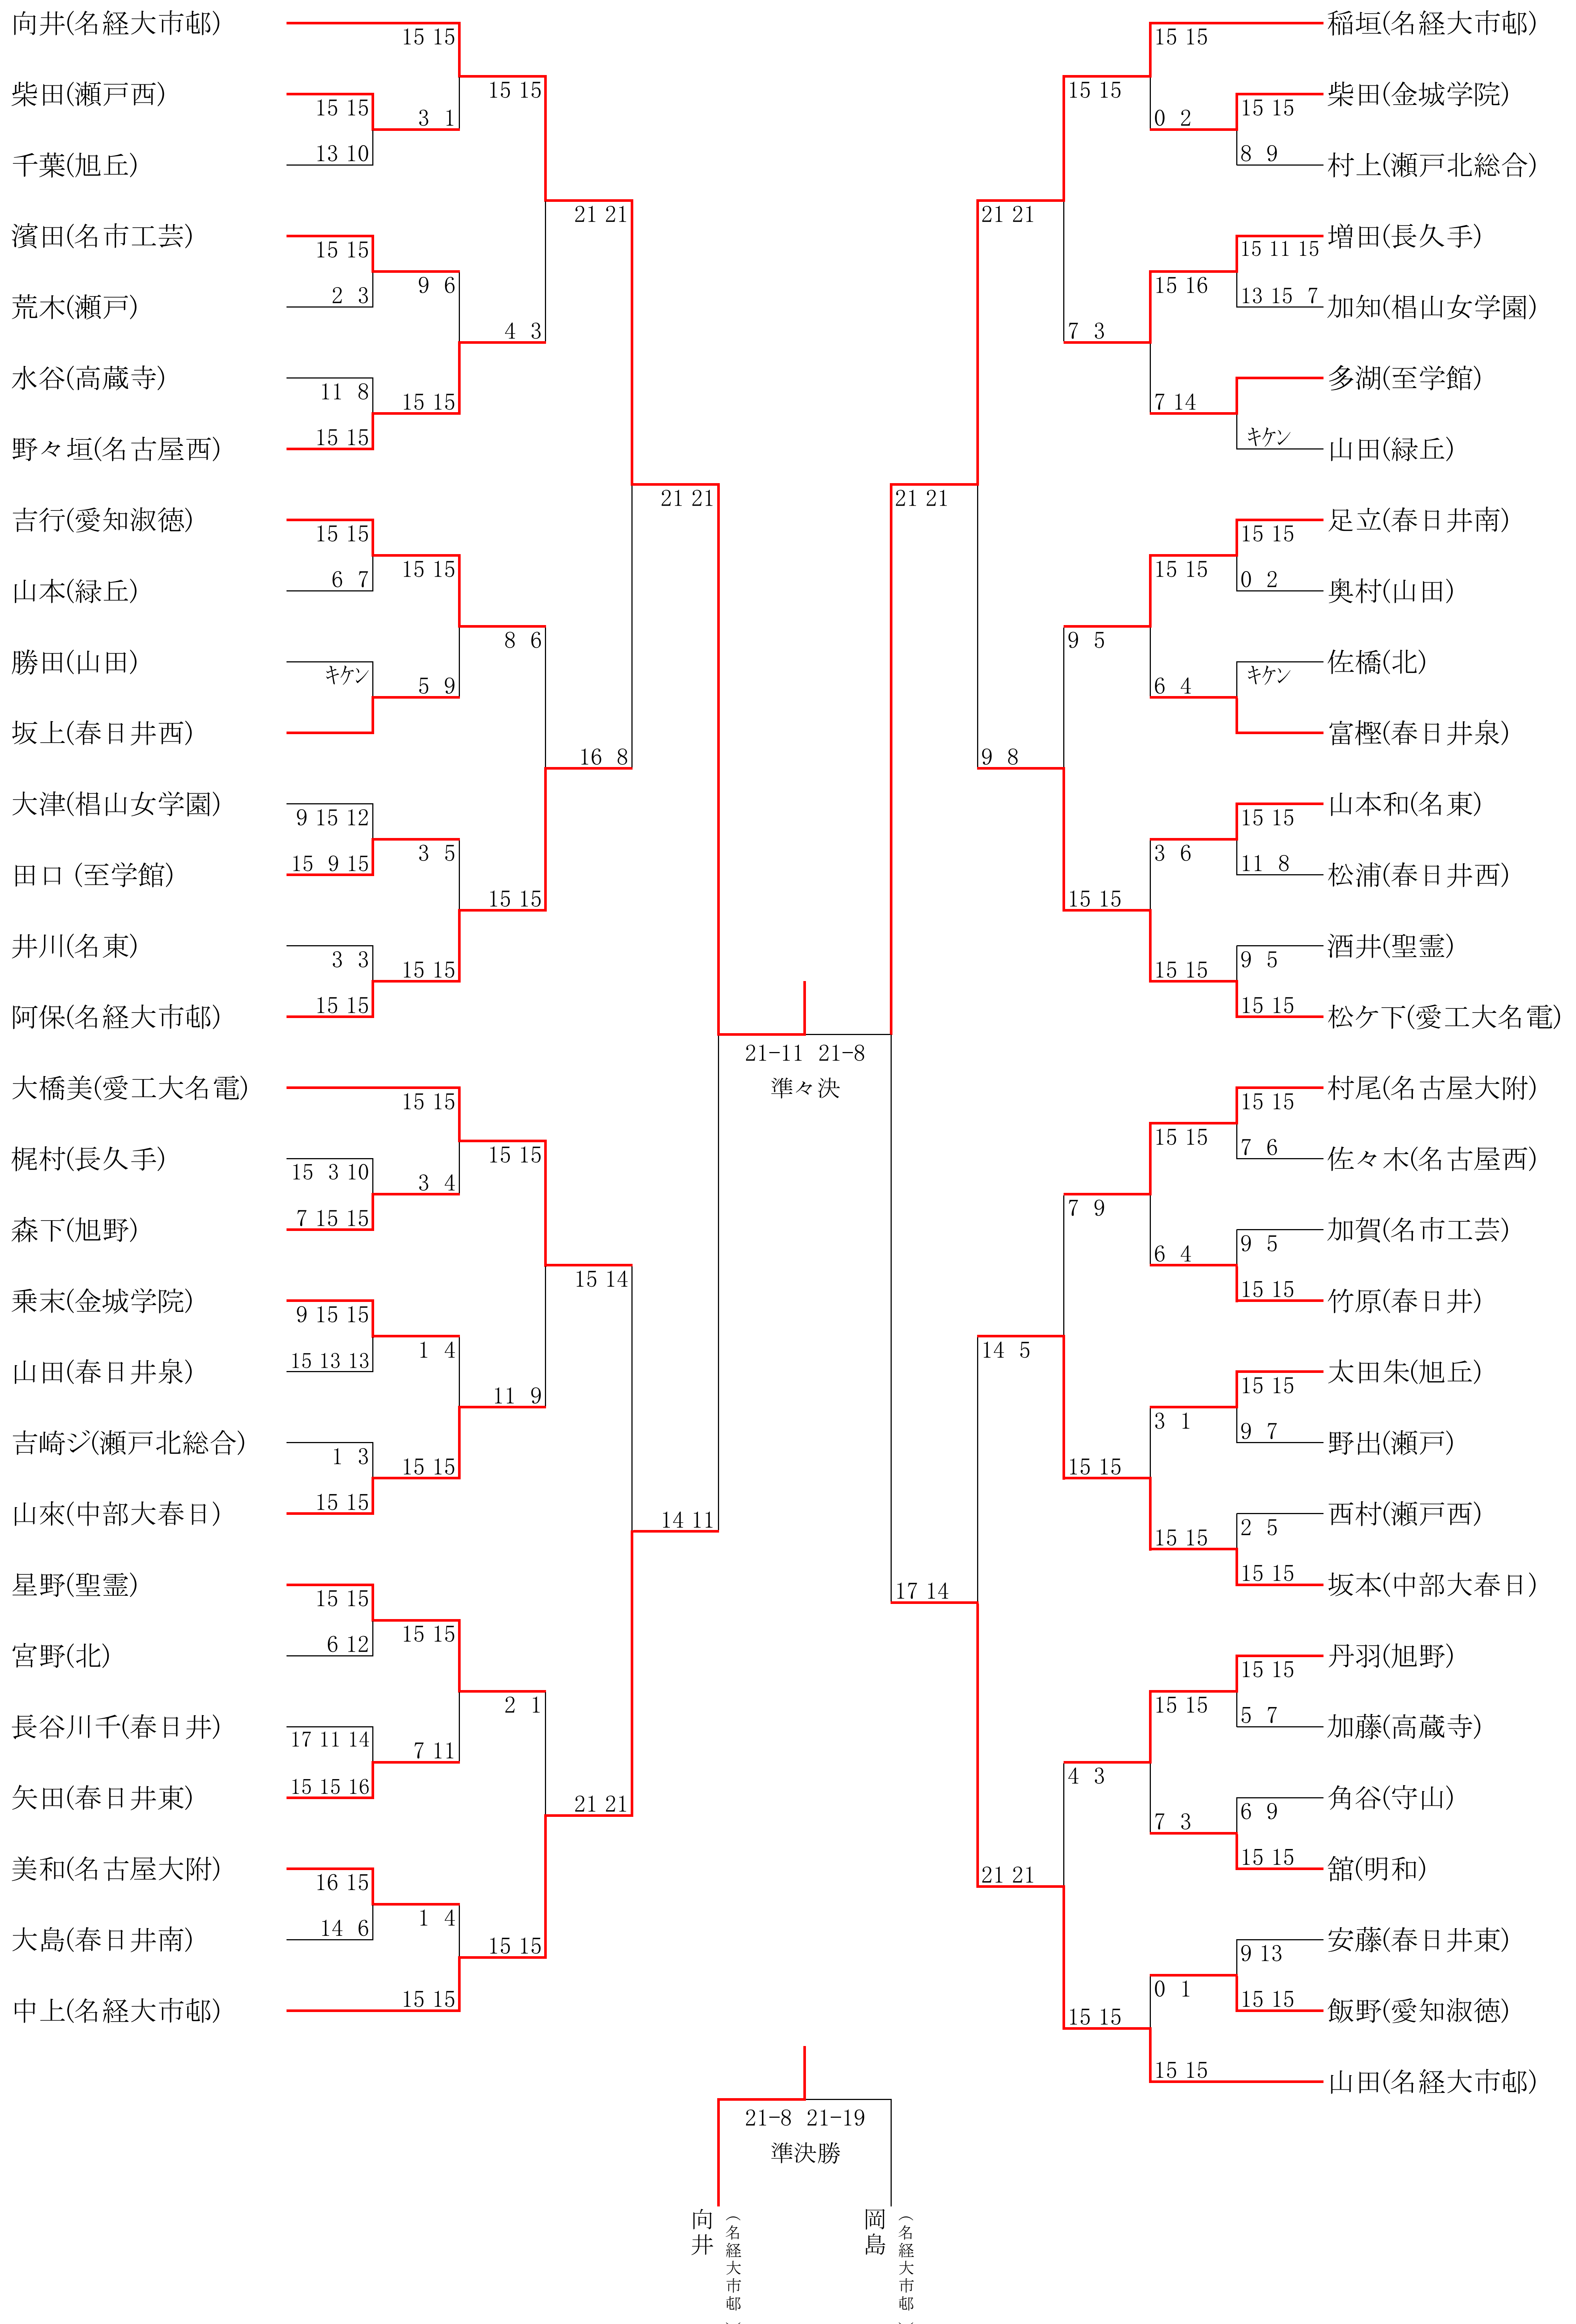 向井(名経大市邨)
15 15
柴田(瀬戸西)
15 15
3 1
15 15
千葉(旭丘)
13 10
21 21
濱田(名市工芸)
15 15
荒木(瀬戸)
2 3
9 6
4 3
水谷(高蔵寺)
11 8
15 15
野々垣(名古屋西)
15 15
21 21
吉行(愛知淑徳)
15 15
山本(緑丘)
6 7
15 15
8 6
勝田(山田)
キケン
5 9
坂上(春日井西)
16 8
大津(椙山女学園)
9 15 12
田口 (至学館)
15 9 15
3 5
15 15
井川(名東)
3 3
15 15
阿保(名経大市邨)
15 15
大橋美(愛工大名電)
15 15
梶村(長久手)
15 3 10
3 4
15 15
森下(旭野)
7 15 15
15 14
乗末(金城学院)
9 15 15
山田(春日井泉)
15 13 13
1 4
11 9
吉崎ジ(瀬戸北総合)
1 3
15 15
山來(中部大春日)
15 15
14 11
星野(聖霊)
15 15
宮野(北)
6 12
15 15
2 1
長谷川千(春日井)
17 11 14
7 11
矢田(春日井東)
15 15 16
21 21
美和(名古屋大附)
16 15
大島(春日井南)
14 6
1 4
15 15
中上(名経大市邨)
15 15
稲垣(名経大市邨)
15 15
柴田(金城学院)
15 15
0 2
15 15
村上(瀬戸北総合)
8 9
21 21
増田(長久手)
15 11 15
加知(椙山女学園)
13 15 7
15 16
7 3
多湖(至学館)
7 14
山田(緑丘)
キケン
21 21
足立(春日井南)
15 15
奥村(山田)
0 2
15 15
9 5
佐橋(北)
キケン
6 4
富樫(春日井泉)
9 8
山本和(名東)
15 15
松浦(春日井西)
11 8
3 6
15 15
酒井(聖霊)
9 5
15 15
松ケ下(愛工大名電)
15 15
21-11 21-8
準々決
村尾(名古屋大附)
15 15
佐々木(名古屋西)
7 6
15 15
7 9
加賀(名市工芸)
9 5
6 4
竹原(春日井)
15 15
14 5
太田朱(旭丘)
15 15
野出(瀬戸)
9 7
3 1
15 15
西村(瀬戸西)
2 5
15 15
坂本(中部大春日)
15 15
17 14
丹羽(旭野)
15 15
加藤(高蔵寺)
5 7
15 15
4 3
角谷(守山)
6 9
7 3
舘(明和)
15 15
21 21
安藤(春日井東)
9 13
飯野(愛知淑徳)
15 15
0 1
15 15
山田(名経大市邨)
15 15
21-8 21-19
準決勝
向井
(名経大市邨)
岡島
(名経大市邨)